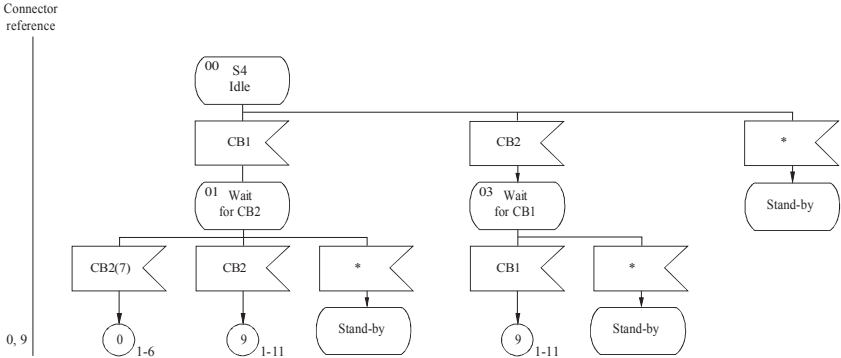 Connector
reference
00 S4
Idle
CB1
CB2
*
01 Wait
for CB2
03 Wait
for CB1
Stand-by
CB2(7)
CB2
*
CB1
*
Stand-by
Stand-by
0, 9
0
1-6
9
1-11
9
1-11